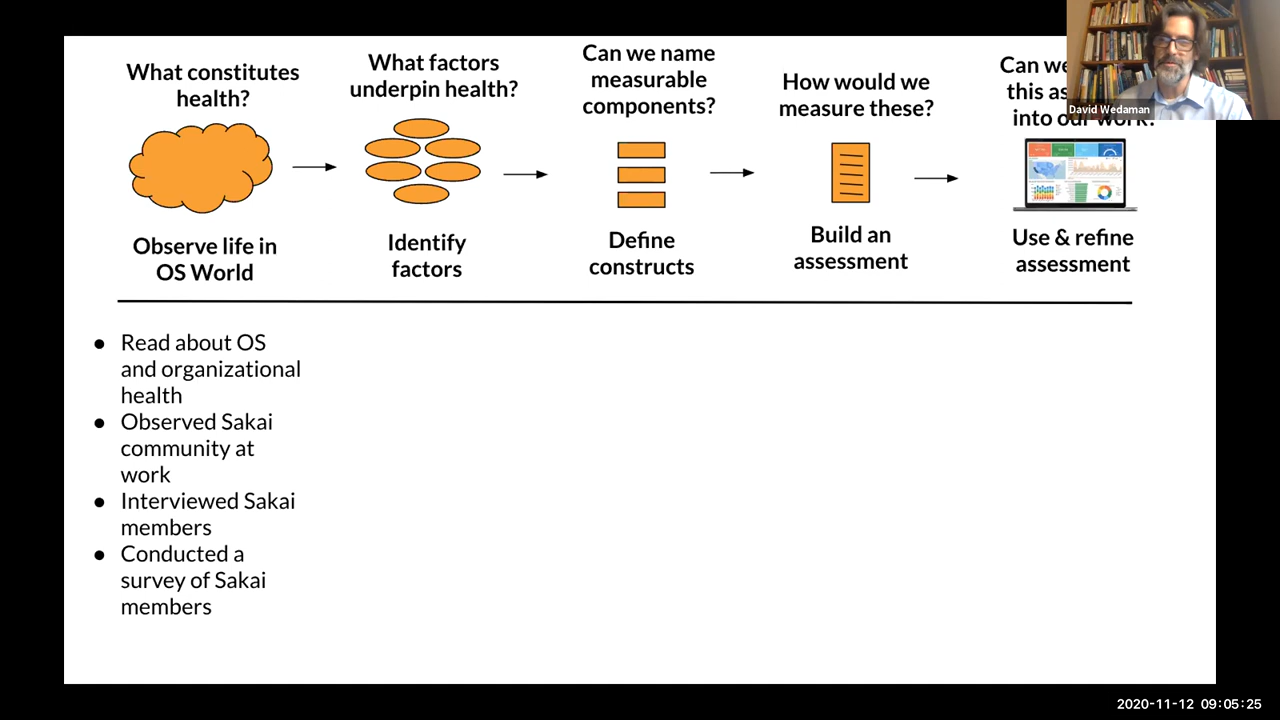 What constitutes
health?
What factors
underpin health?
Can we name
measurable
components?
How would we
measure these?
Can we
this
into our work?
David Wedaman
Observe life in
OS World
Identify
factors
Define
constructs
Build an
assessment
Use & refine
assessment
● Read about OS
and organizational
health
● Observed Sakai
community at
work
● Interviewed Sakai
members
● Conducted a
survey of Sakai
members
2020-11-12 09:05:25